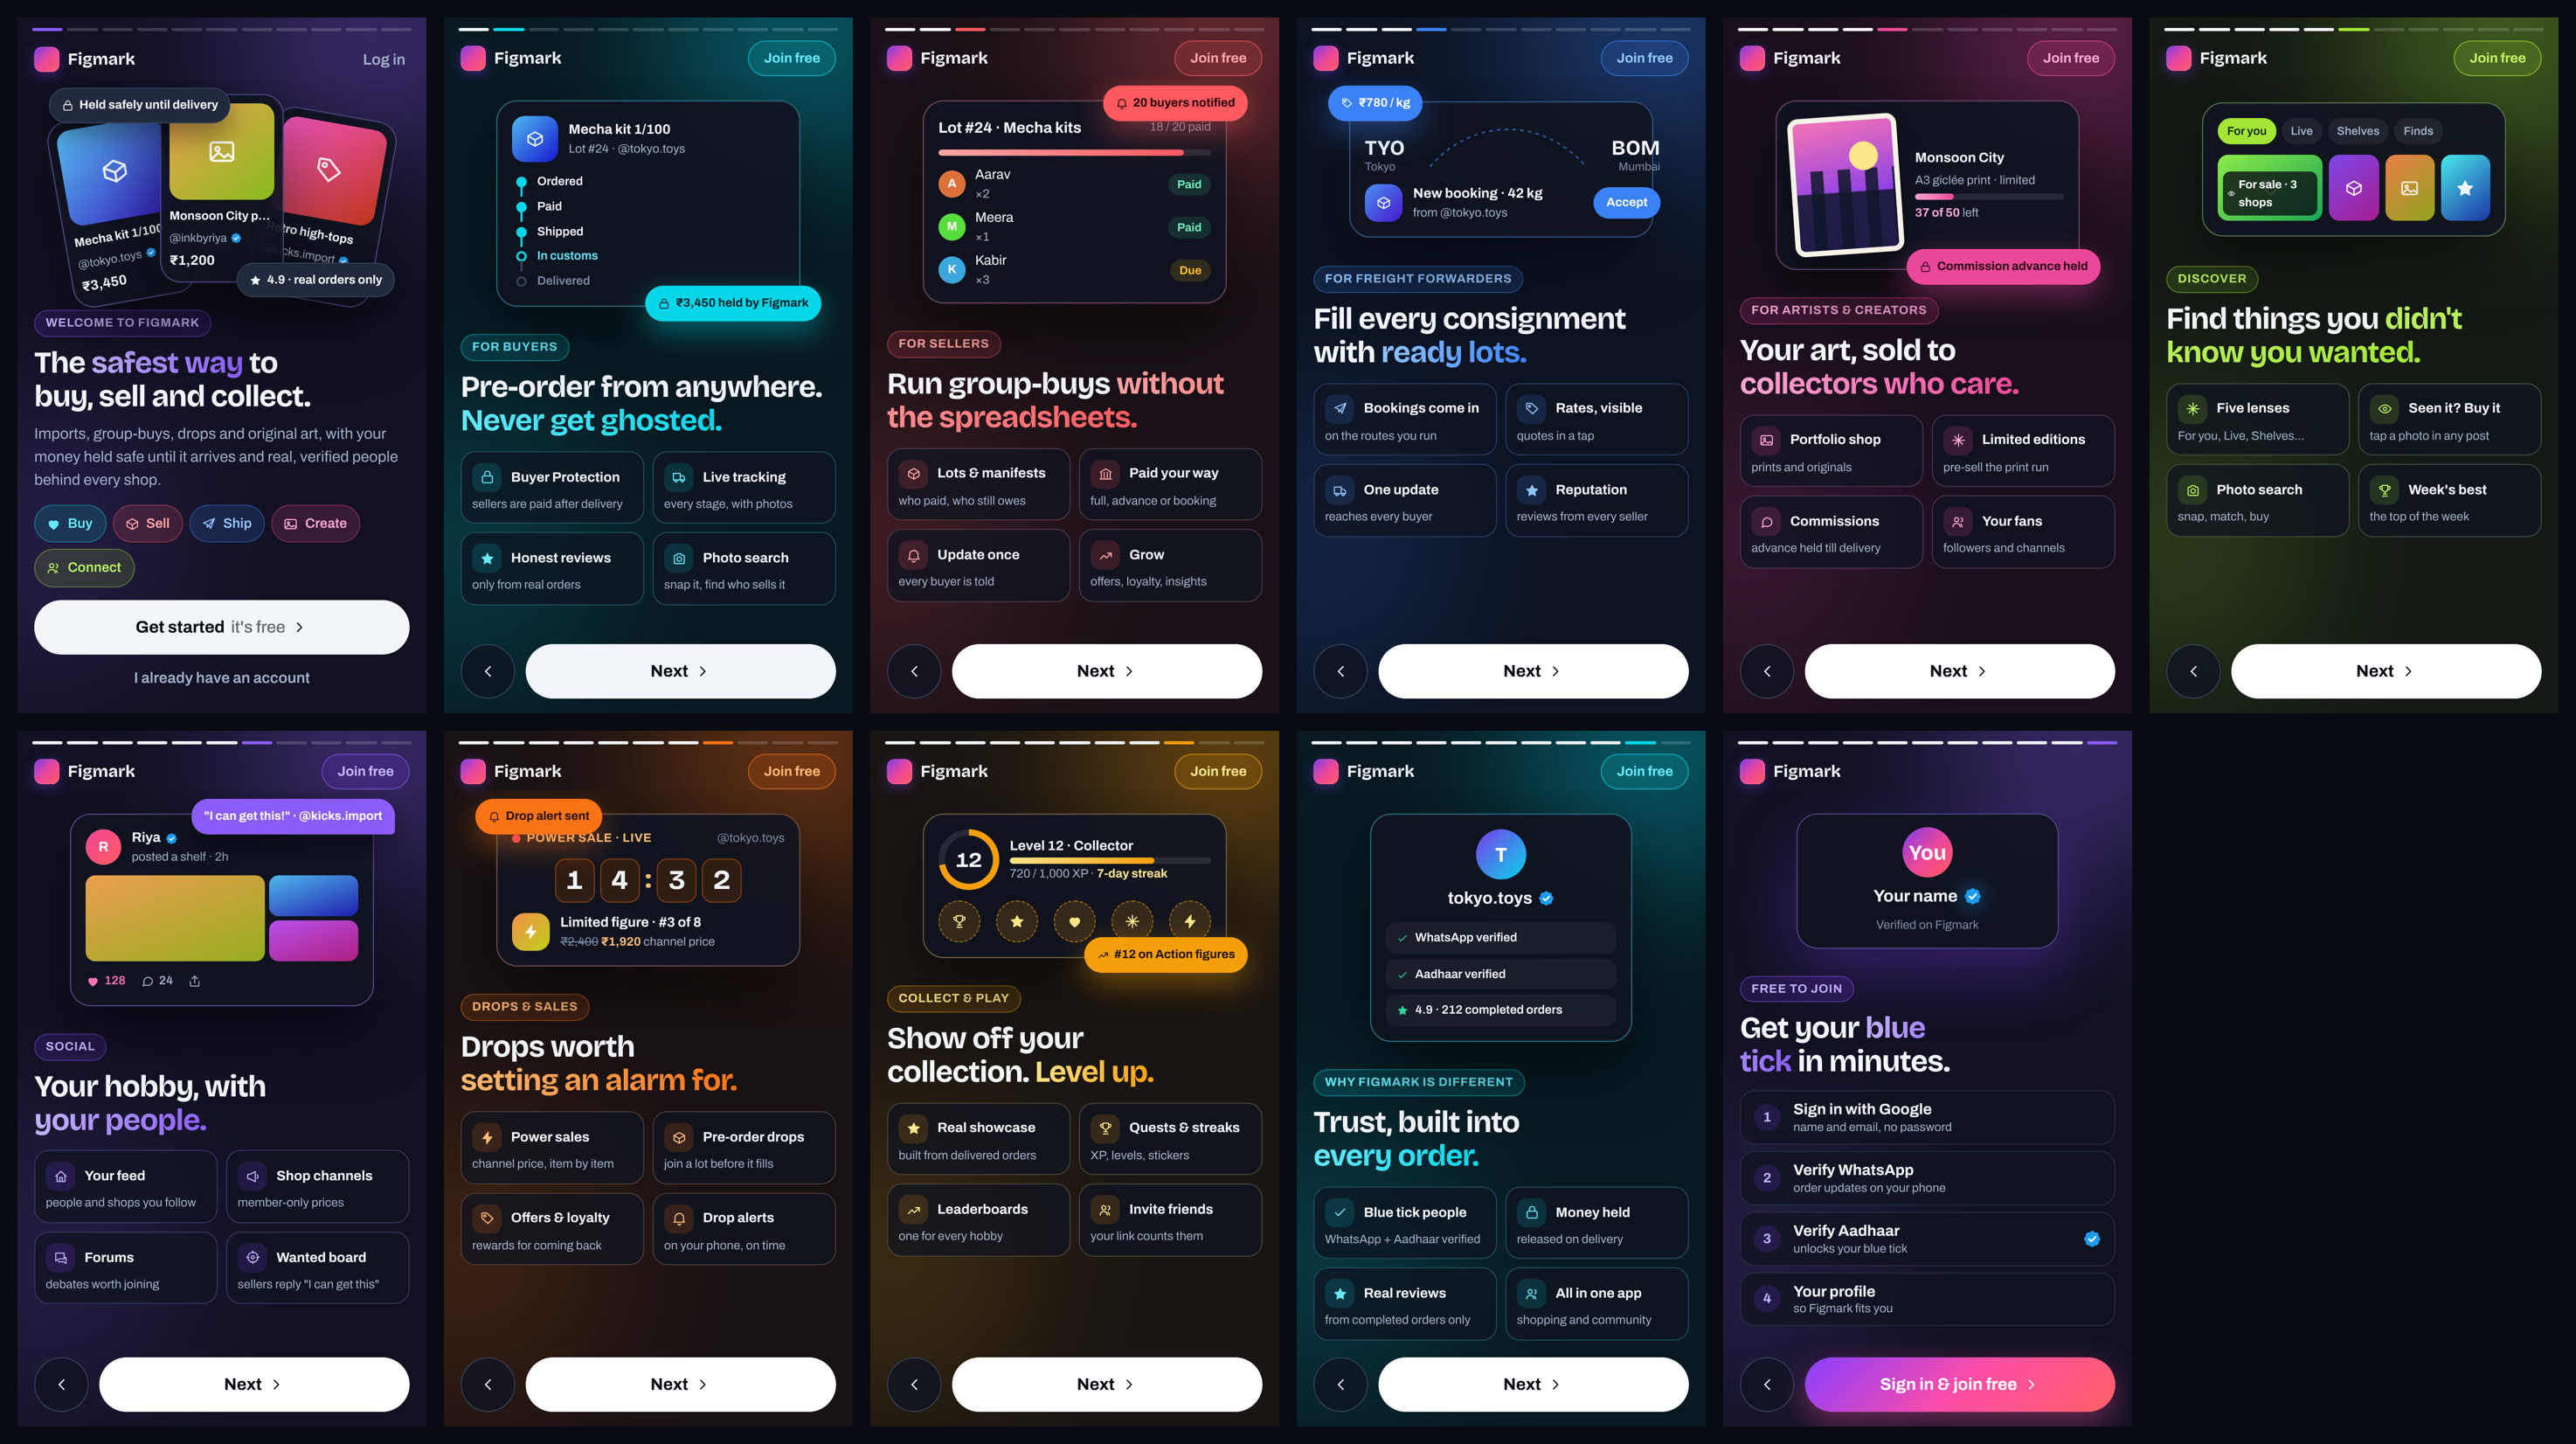 Figmark
Log in
Held safely until delivery
Mecha kit 1/100
@tokyo.toys
₹3,450
Monsoon City p...
@inkbyriya
₹1,200
high-tops
4.9 · real orders only
WELCOME TO FIGMARK
The safest way to
buy, sell and collect.
Imports, group-buys, drops and original art, with your
money held safe until it arrives and real, verified people
behind every shop.
Buy
Sell
Ship
Create
Connect
Get started it's free
I already have an account
Figmark
Join free
Mecha kit 1/100
Lot #24 · @tokyo.toys
Ordered
Paid
Shipped
In customs
Delivered
₹3,450 held by Figmark
FOR BUYERS
Pre-order from anywhere.
Never get ghosted.
Buyer Protection
sellers are paid after delivery
Live tracking
every stage, with photos
Honest reviews
only from real orders
Photo search
snap it, find who sells it
Next
Figmark
Join free
20 buyers notified
Lot #24 · Mecha kits
18 / 20 paid
A
Aarav
×2
Paid
M
Meera
×1
Paid
K
Kabir
×3
Due
FOR SELLERS
Run group-buys without
the spreadsheets.
Lots & manifests
who paid, who still owes
Paid your way
full, advance or booking
Update once
every buyer is told
Grow
offers, loyalty, insights
Next
Figmark
Join free
₹780 / kg
TYO
Tokyo
BOM
Mumbai
New booking · 42 kg
from @tokyo.toys
Accept
FOR FREIGHT FORWARDERS
Fill every consignment
with ready lots.
Bookings come in
on the routes you run
Rates, visible
quotes in a tap
One update
reaches every buyer
Reputation
reviews from every seller
Next
Figmark
Join free
Monsoon City
A3 giclée print · limited
37 of 50 left
Commission advance held
FOR ARTISTS & CREATORS
Your art, sold to
collectors who care.
Portfolio shop
prints and originals
Limited editions
pre-sell the print run
Commissions
advance held till delivery
Your fans
followers and channels
Next
Figmark
Join free
For you
Live
Shelves
Finds
For sale · 3
shops
DISCOVER
Find things you didn't
know you wanted.
Five lenses
For you, Live, Shelves...
Seen it? Buy it
tap a photo in any post
Photo search
snap, match, buy
Week's best
the top of the week
Next
Figmark
Join free
"I can get this!" · @kicks.import
R
Riya
posted a shelf · 2h
128
24
SOCIAL
Your hobby, with
your people.
Your feed
people and shops you follow
Shop channels
member-only prices
Forums
debates worth joining
Wanted board
sellers reply "I can get this"
Next
Figmark
Join free
Drop alert sent
POWER SALE · LIVE
@tokyo.toys
1 4 : 3 2
Limited figure · #3 of 8
₹2,400 ₹1,920 channel price
DROPS & SALES
Drops worth
setting an alarm for.
Power sales
channel price, item by item
Pre-order drops
join a lot before it fills
Offers & loyalty
rewards for coming back
Drop alerts
on your phone, on time
Next
Figmark
Join free
12
Level 12 · Collector
720 / 1,000 XP · 7-day streak
#12 on Action figures
COLLECT & PLAY
Show off your
collection. Level up.
Real showcase
built from delivered orders
Quests & streaks
XP, levels, stickers
Leaderboards
one for every hobby
Invite friends
your link counts them
Next
Figmark
Join free
T
tokyo.toys
WhatsApp verified
Aadhaar verified
4.9 · 212 completed orders
WHY FIGMARK IS DIFFERENT
Trust, built into
every order.
Blue tick people
WhatsApp + Aadhaar verified
Money held
released on delivery
Real reviews
from completed orders only
All in one app
shopping and community
Next
Figmark
You
Your name
Verified on Figmark
FREE TO JOIN
Get your blue
tick in minutes.
1
Sign in with Google
name and email, no password
2
Verify WhatsApp
order updates on your phone
3
Verify Aadhaar
unlocks your blue tick
4
Your profile
so Figmark fits you
Sign in & join free